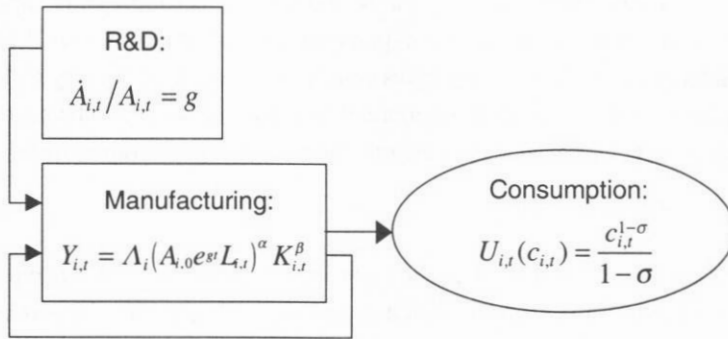 R&D:
Ȧ_{i,t}/A_{i,t} = g
Manufacturing:
Y_{i,t} = Λ_i(A_{i,0}e^{gt}L_{i,t})^α K_{i,t}^β
Consumption:
U_{i,t}(c_{i,t}) = c_{i,t}^{1−σ}/1−σ